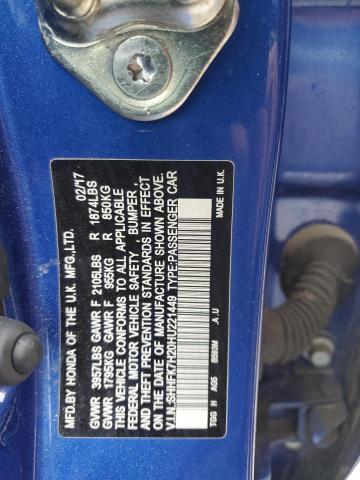 MFD.BY HONDA OF THE U.K. MFG.,LTD. 02/17
GVWR 3957LBS GAWR F 2105LBS R 1874LBS
GVWR 1795KG GAWR F 955KG R 850KG
THIS VEHICLE CONFORMS TO ALL APPLICABLE
FEDERAL MOTOR VEHICLE SAFETY , BUMPER ,
AND THEFT PREVENTION STANDARDS IN EFFECT
ON THE DATE OF MANUFACTURE SHOWN ABOVE.
V.I.N.:SHHFK7H20HU221449 TYPE:PASSENGER CAR
MADE IN U.K.
TGG H AG5 B593M A.U